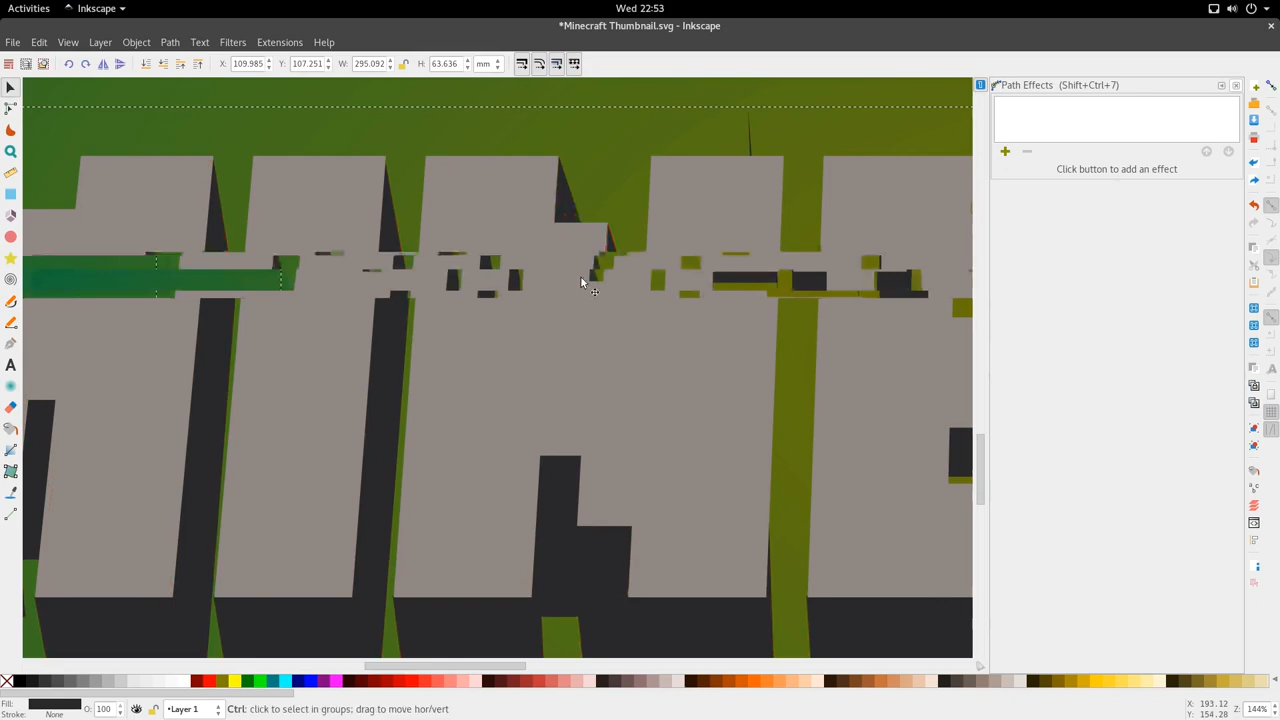 Activities Inkscape Wed 22:53
*Minecraft Thumbnail.svg - Inkscape
File Edit View Layer Object Path Text Filters Extensions Help
X: 109.985 Y: 107.251 W: 295.092 H: 63.636 mm
Path Effects (Shift+Ctrl+7)
Click button to add an effect
Fill:
Stroke: None
O: 100
•Layer 1
Ctrl: click to select in groups; drag to move hor/vert
X: 193.12
Y: 154.28
Z: 144%